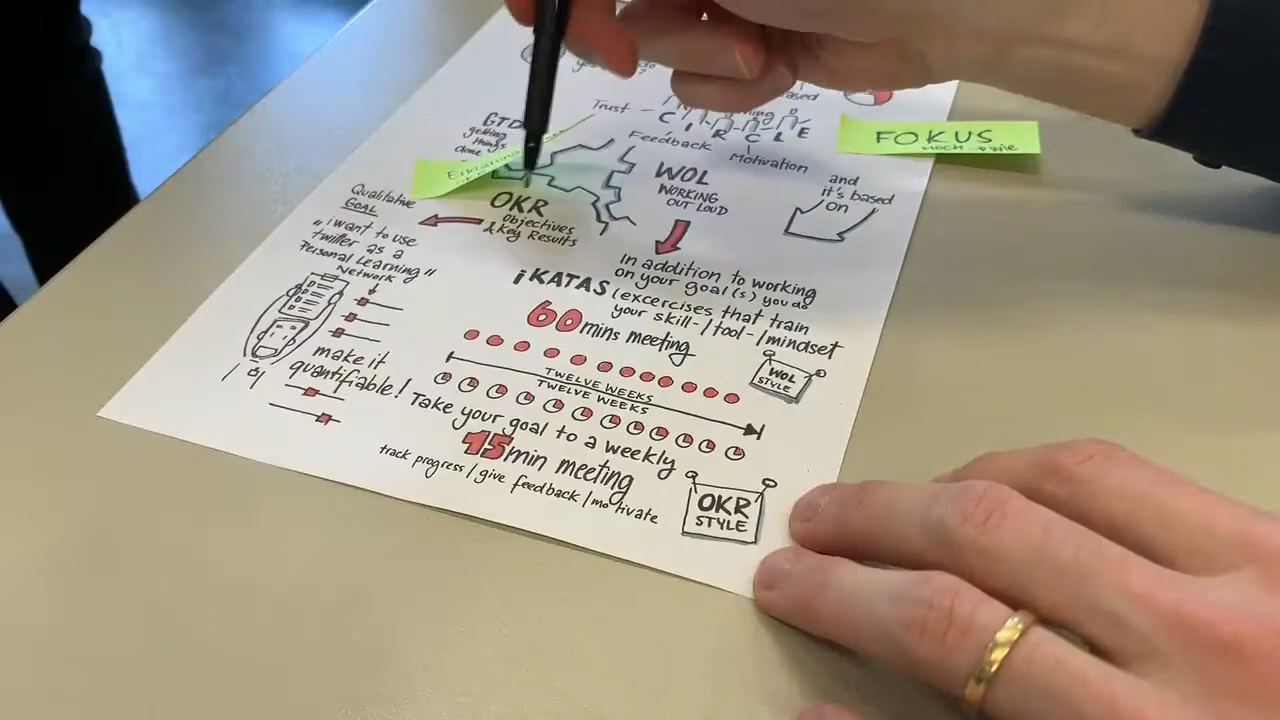 Trust
CIRCLE
Feedback
Motivation
FOKUS
GTD
getting
things
done
WOL
WORKING
OUT LOUD
and
it's based
on
OKR
Objectives
& Key Results
Qualitative
GOAL
"i want to use
twitter as a
Personal Learning"
Network
make it
quantifiable!
In addition to working
on your goal(s) you do
iKATAS (excercises that train
your skill-/tool-/mindset
60 mins meeting
WOL
STYLE
TWELVE WEEKS
TWELVE WEEKS
Take your goal to a weekly
15 min meeting
track progress/give feedback/motivate
OKR
STYLE